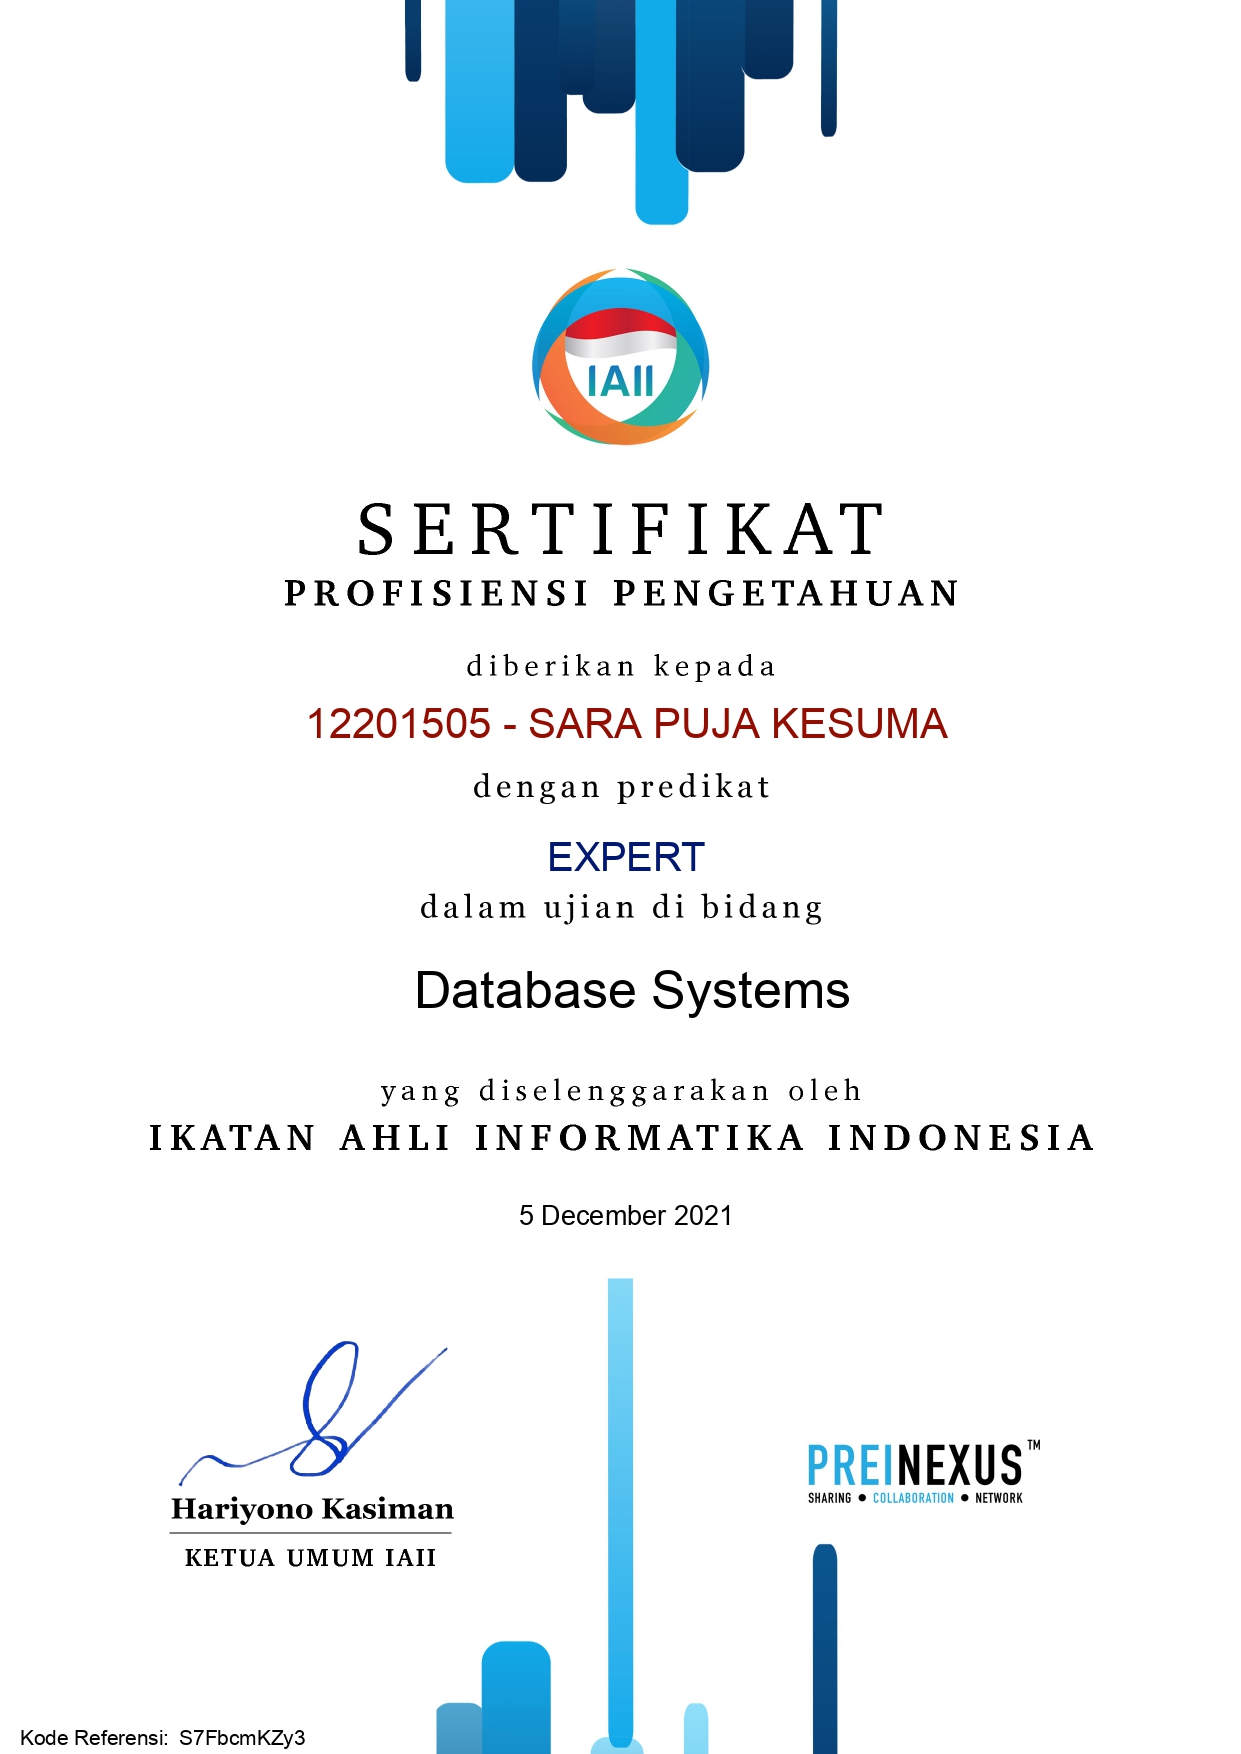 IAII
SERTIFIKAT
PROFISIENSI PENGETAHUAN
diberikan kepada
12201505 - SARA PUJA KESUMA
dengan predikat
EXPERT
dalam ujian di bidang
Database Systems
yang diselenggarakan oleh
IKATAN AHLI INFORMATIKA INDONESIA
5 December 2021
Hariyono Kasiman
KETUA UMUM IAII
PREINEXUS™
SHARING ● COLLABORATION ● NETWORK
Kode Referensi: S7FbcmKZy3